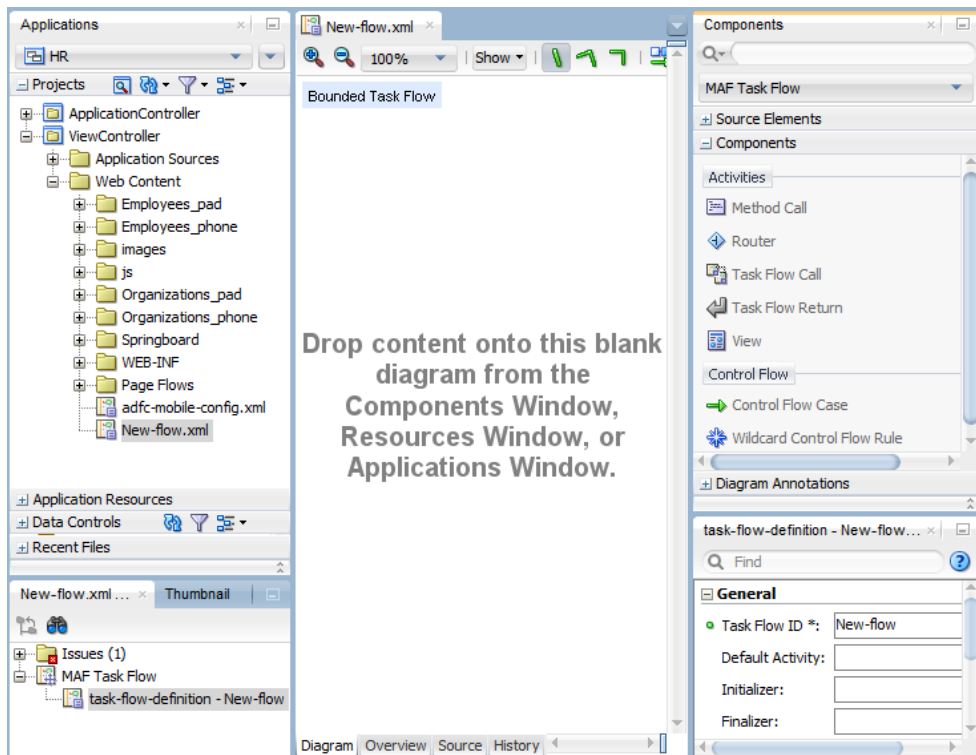 Applications
HR
Projects
ApplicationController
ViewController
Application Sources
Web Content
Employees_pad
Employees_phone
images
js
Organizations_pad
Organizations_phone
Springboard
WEB-INF
Page Flows
adfc-mobile-config.xml
New-flow.xml
Application Resources
Data Controls
Recent Files
New-flow.xml ...
Thumbnail
Issues (1)
MAF Task Flow
task-flow-definition - New-flow
New-flow.xml
100%
Show
Bounded Task Flow
Drop content onto this blank
diagram from the
Components Window,
Resources Window, or
Applications Window.
Diagram Overview Source History
Components
MAF Task Flow
Source Elements
Components
Activities
Method Call
Router
Task Flow Call
Task Flow Return
View
Control Flow
Control Flow Case
Wildcard Control Flow Rule
Diagram Annotations
task-flow-definition - New-flow...
Find
General
Task Flow ID *: New-flow
Default Activity:
Initializer:
Finalizer: